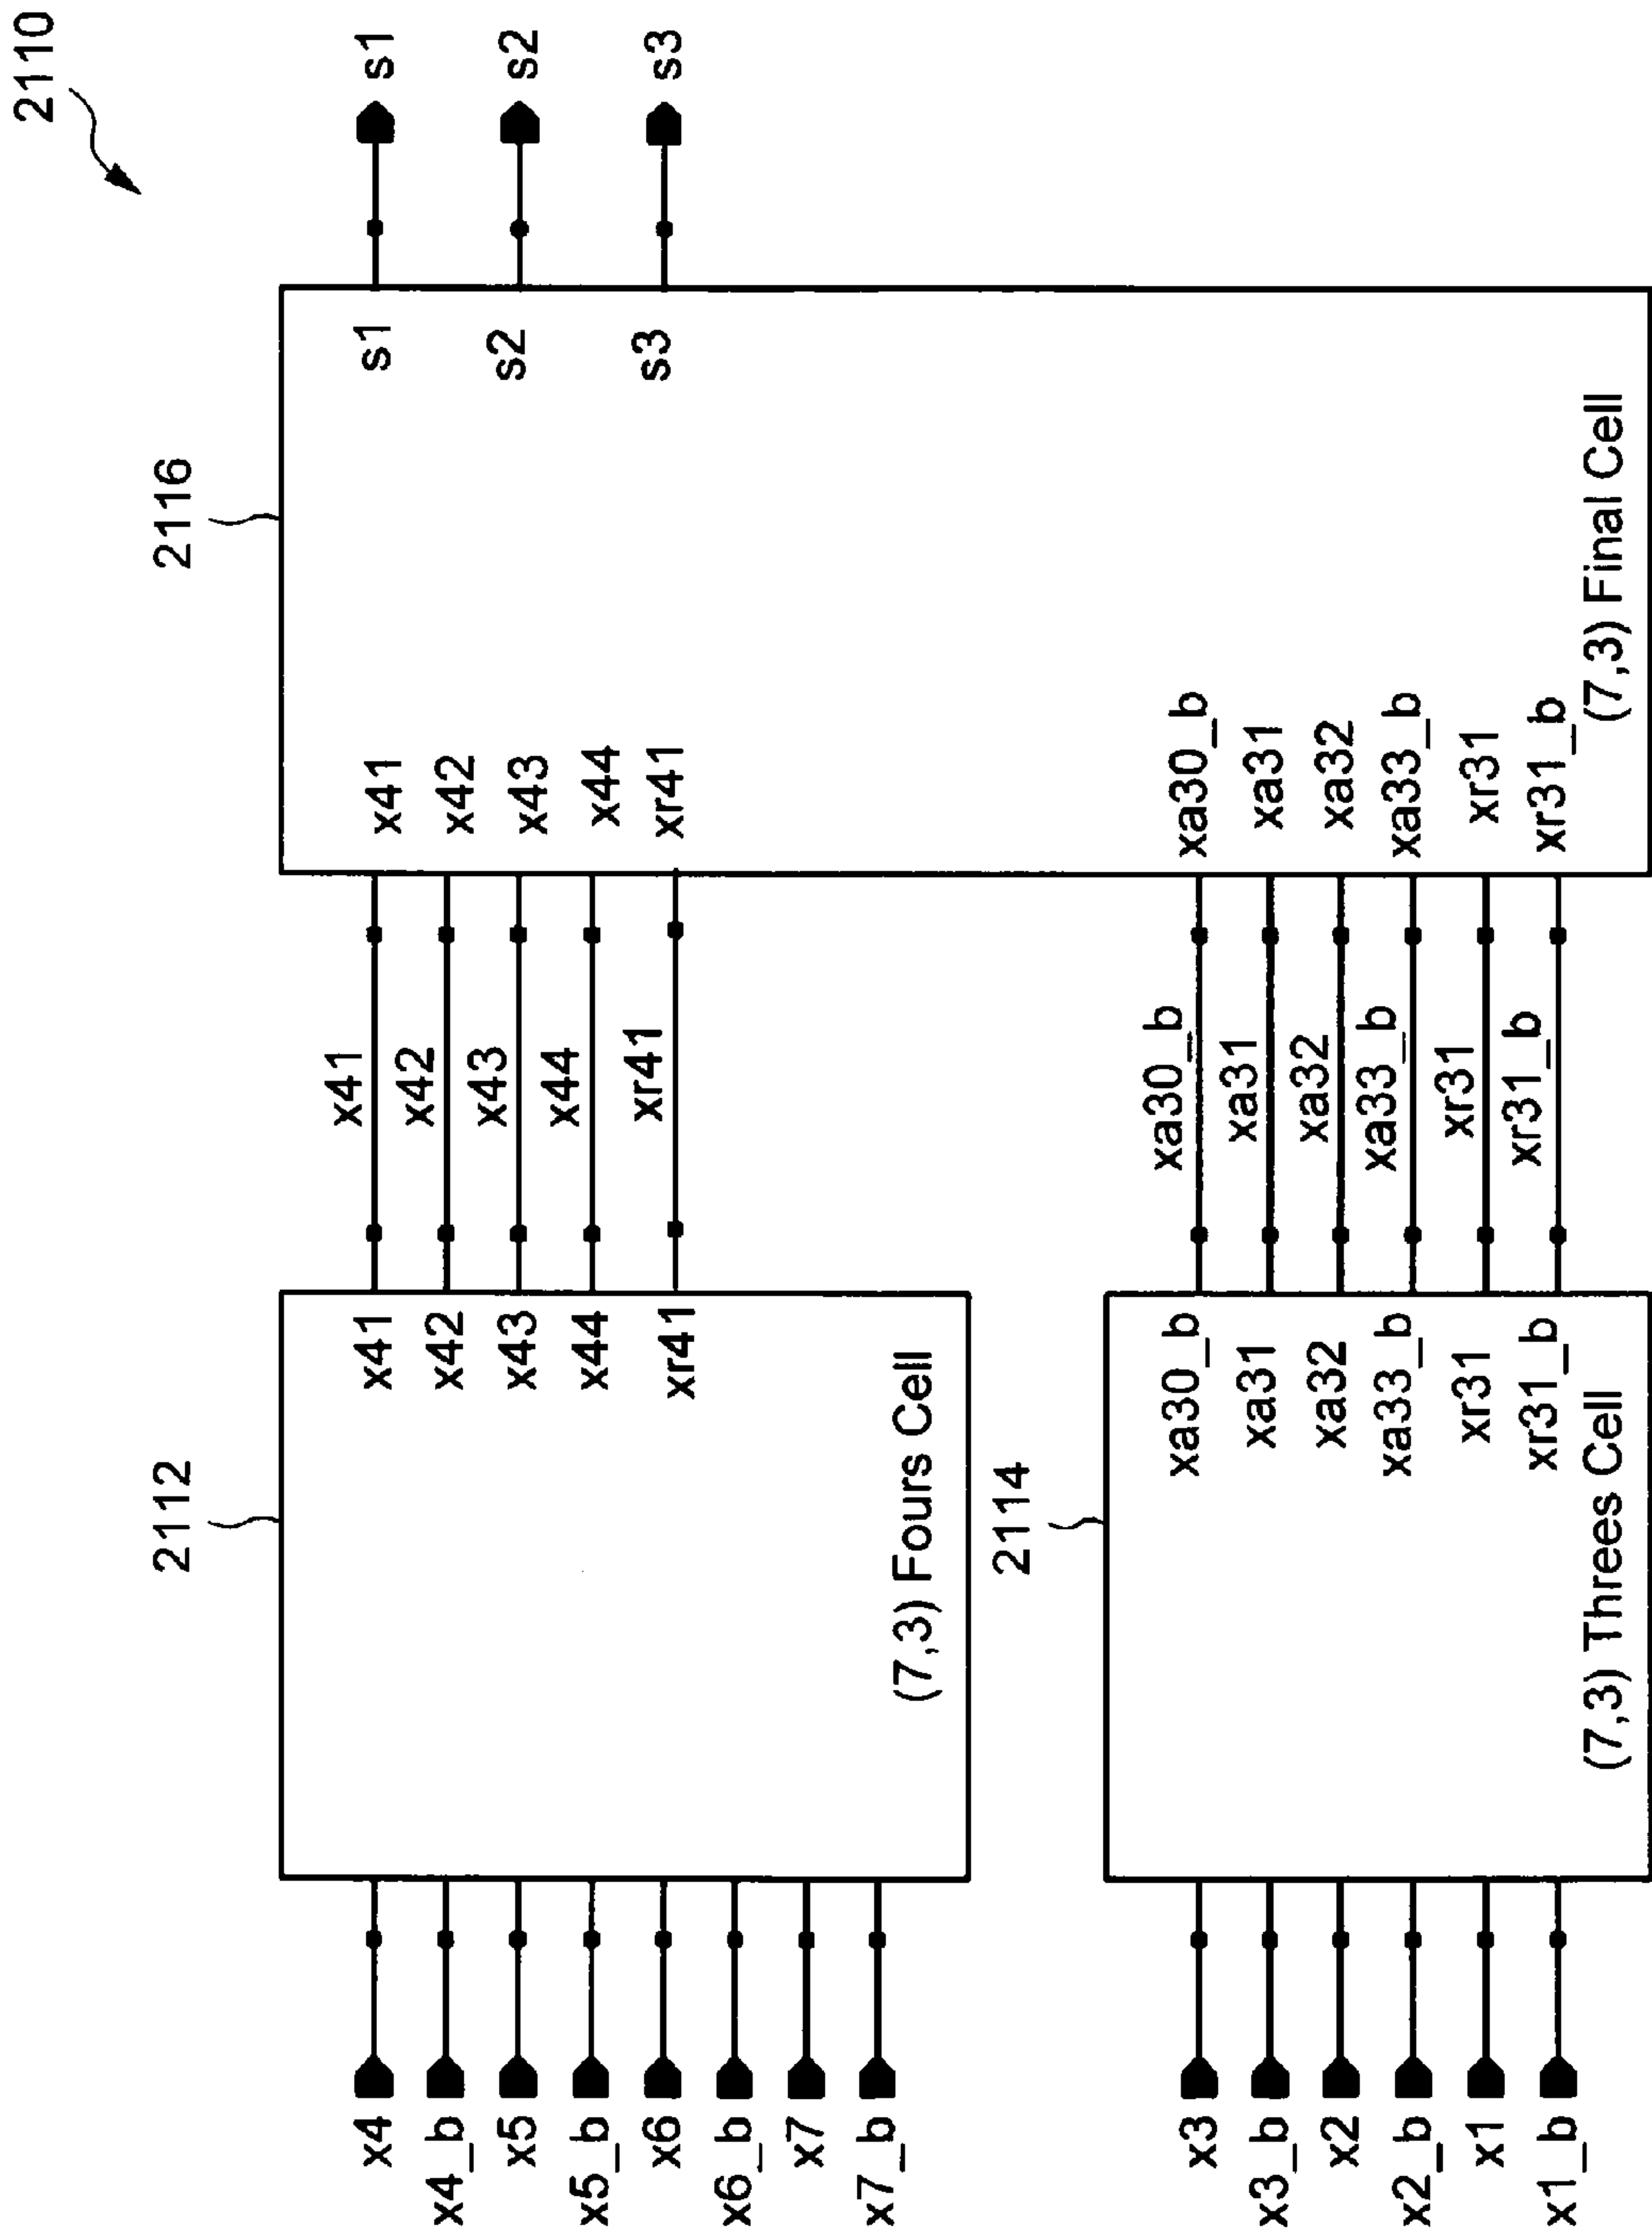 2110
2112
x4
x4_b
x5
x5_b
x6
x6_b
x7
x7_b
x41
x42
x43
x44
xr41
(7,3) Fours Cell
x41
x42
x43
x44
xr41
2114
x3
x3_b
x2
x2_b
x1
x1_b
xa30_b
xa31
xa32
xa33_b
xr31
xr31_b
(7,3) Threes Cell
xa30_b
xa31
xa32
xa33_b
xr31
xr31_b
2116
x41
x42
x43
x44
xr41
xa30_b
xa31
xa32
xa33_b
xr31
xr31_b
s1
s2
s3
(7,3) Final Cell
s1
s2
s3